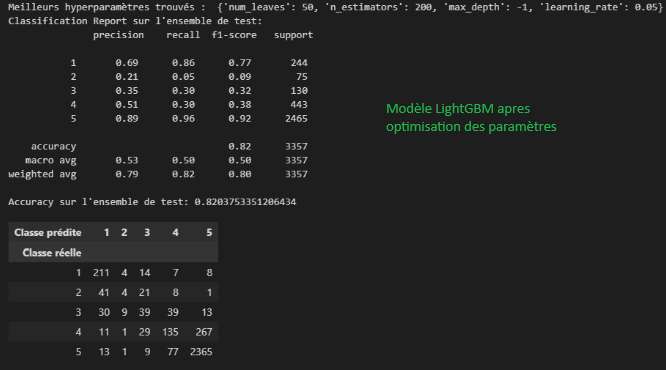 Meilleurs hyperparamètres trouvés :  {'num_leaves': 50, 'n_estimators': 200, 'max_depth': -1, 'learning_rate': 0.05}
Classification Report sur l'ensemble de test:
precision    recall  f1-score   support
1       0.69      0.86      0.77       244
2       0.21      0.05      0.09        75
3       0.35      0.30      0.32       130
4       0.51      0.30      0.38       443
5       0.89      0.96      0.92      2465
accuracy                           0.82      3357
macro avg       0.53      0.50      0.50      3357
weighted avg       0.79      0.82      0.80      3357
Modèle LightGBM apres
optimisation des paramètres
Accuracy sur l'ensemble de test: 0.8203753351206434
Classe prédite 1 2 3 4 5
Classe réelle
1 211 4 14 7 8
2 41 4 21 8 1
3 30 9 39 39 13
4 11 1 29 135 267
5 13 1 9 77 2365